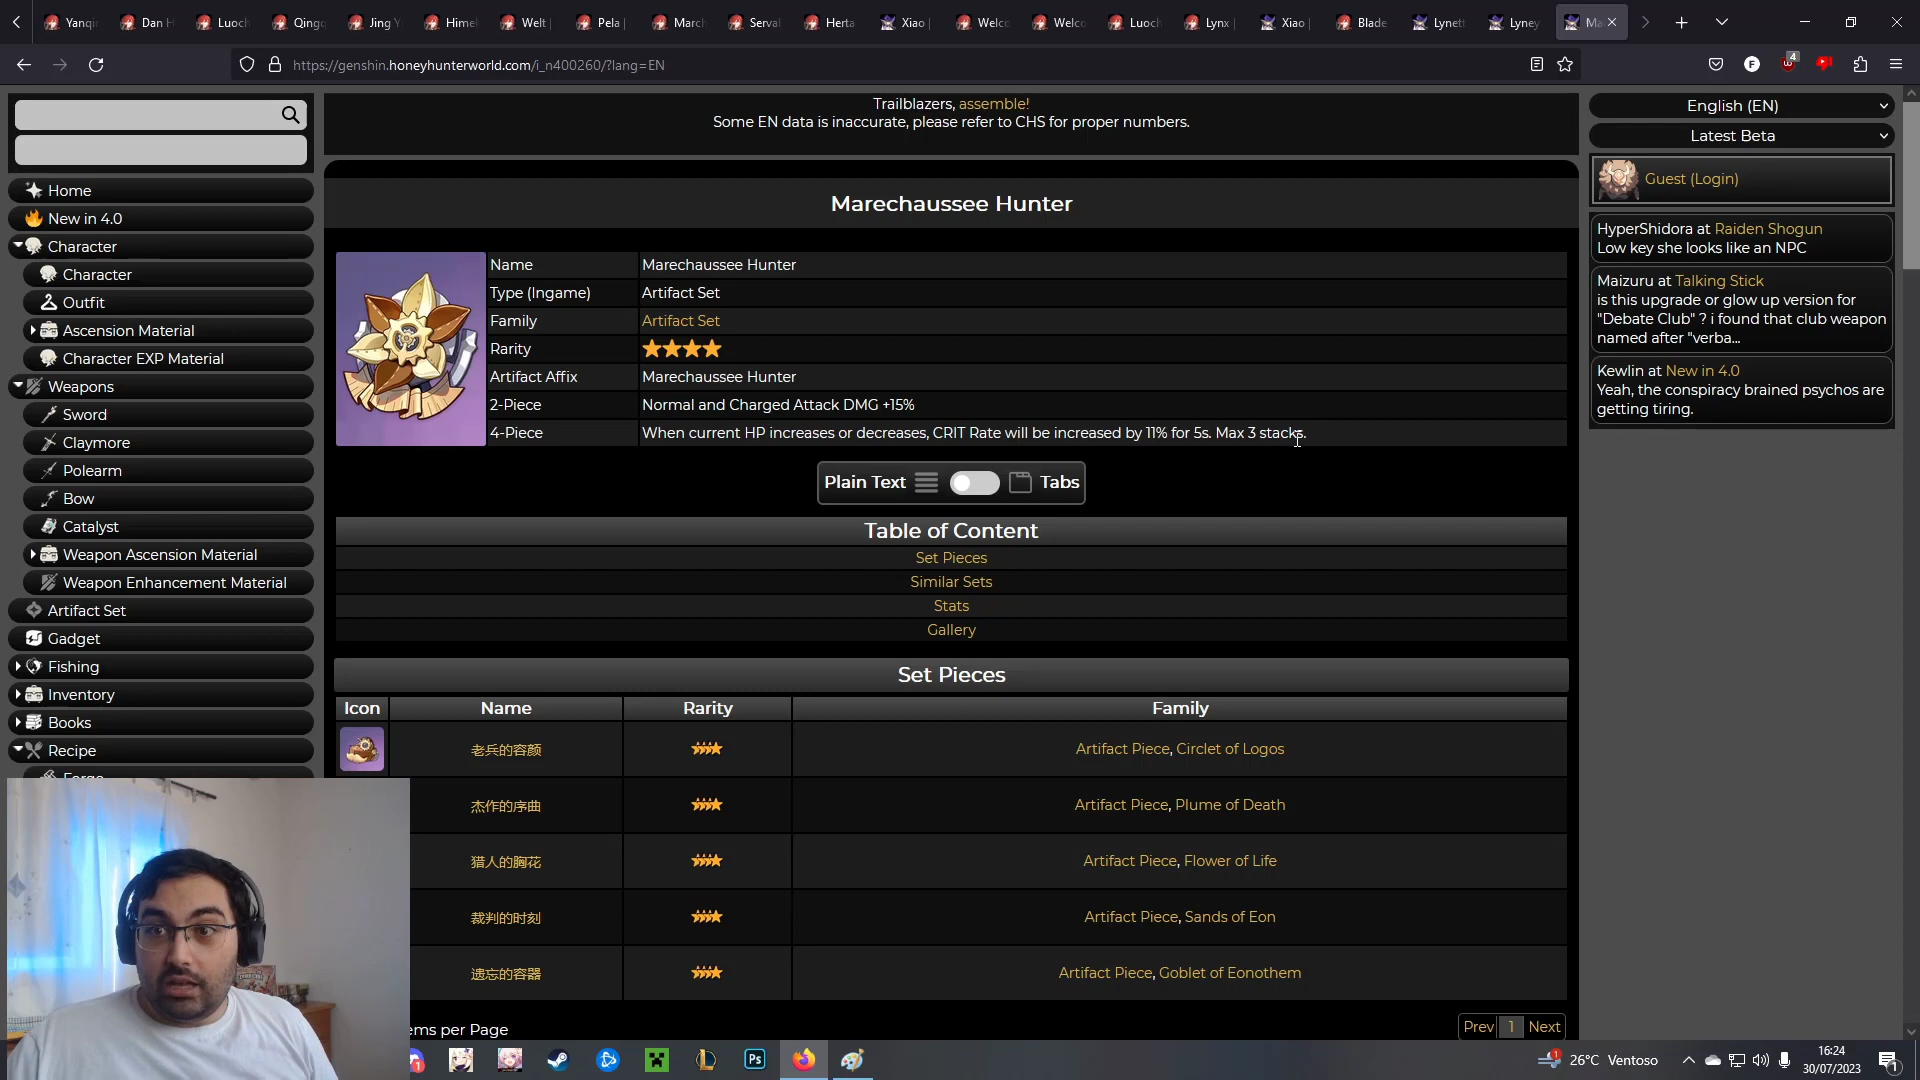 Yanqi
Dan H
Luoch
Qingq
Jing Y
Himek
Welt |
Pela |
March
Serval
Herta
Xiao |
Welco
Welco
Luoch
Lynx |
Xiao |
Blade
Lynett
Lyney
Ma
https://genshin.honeyhunterworld.com/i_n400260/?lang=EN
F
4
Trailblazers, assemble!
Some EN data is inaccurate, please refer to CHS for proper numbers.
English (EN)
Latest Beta
Guest (Login)
HyperShidora at Raiden Shogun
Low key she looks like an NPC
Maizuru at Talking Stick
is this upgrade or glow up version for
"Debate Club" ? i found that club weapon
named after "verba...
Kewlin at New in 4.0
Yeah, the conspiracy brained psychos are
getting tiring.
Home
New in 4.0
Character
Character
Outfit
Ascension Material
Character EXP Material
Weapons
Sword
Claymore
Polearm
Bow
Catalyst
Weapon Ascension Material
Weapon Enhancement Material
Artifact Set
Gadget
Fishing
Inventory
Books
Recipe
Forge
Marechaussee Hunter
Name Marechaussee Hunter
Type (Ingame) Artifact Set
Family Artifact Set
Rarity
Artifact Affix Marechaussee Hunter
2-Piece Normal and Charged Attack DMG +15%
4-Piece When current HP increases or decreases, CRIT Rate will be increased by 11% for 5s. Max 3 stacks.
Plain Text Tabs
Table of Content
Set Pieces
Similar Sets
Stats
Gallery
Set Pieces
Icon Name Rarity Family
老兵的容颜 Artifact Piece, Circlet of Logos
杰作的序曲 Artifact Piece, Plume of Death
猎人的胸花 Artifact Piece, Flower of Life
裁判的时刻 Artifact Piece, Sands of Eon
遗忘的容器 Artifact Piece, Goblet of Eonothem
ems per Page
Prev 1 Next
1
Ps
1
26°C Ventoso
16:24
30/07/2023
1